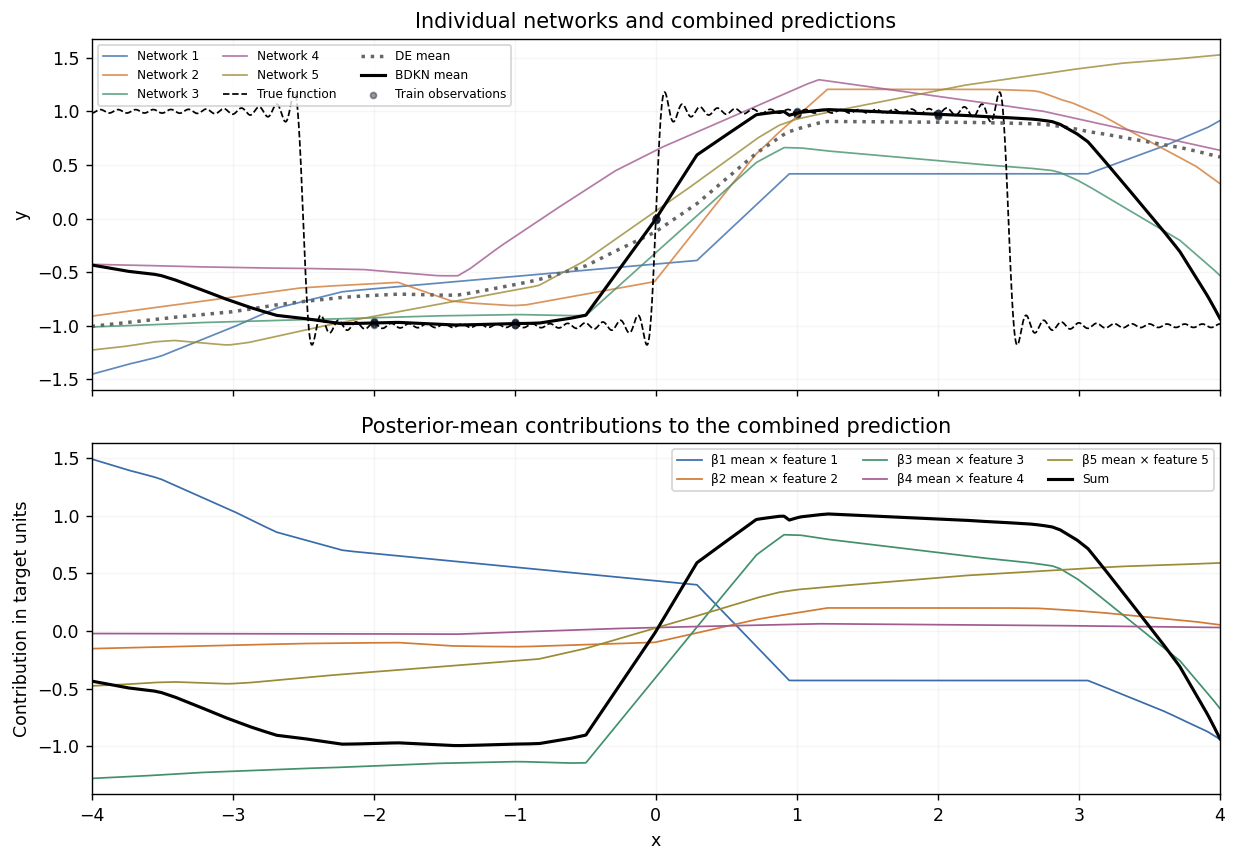 Individual networks and combined predictions
Network 1
Network 2
Network 3
Network 4
Network 5
True function
DE mean
BDKN mean
Train observations
1.5
1.0
0.5
0.0
−0.5
−1.0
−1.5
y
Posterior-mean contributions to the combined prediction
β1 mean × feature 1
β2 mean × feature 2
β3 mean × feature 3
β4 mean × feature 4
β5 mean × feature 5
Sum
1.5
1.0
0.5
0.0
−0.5
−1.0
Contribution in target units
−4 −3 −2 −1 0 1 2 3 4
x